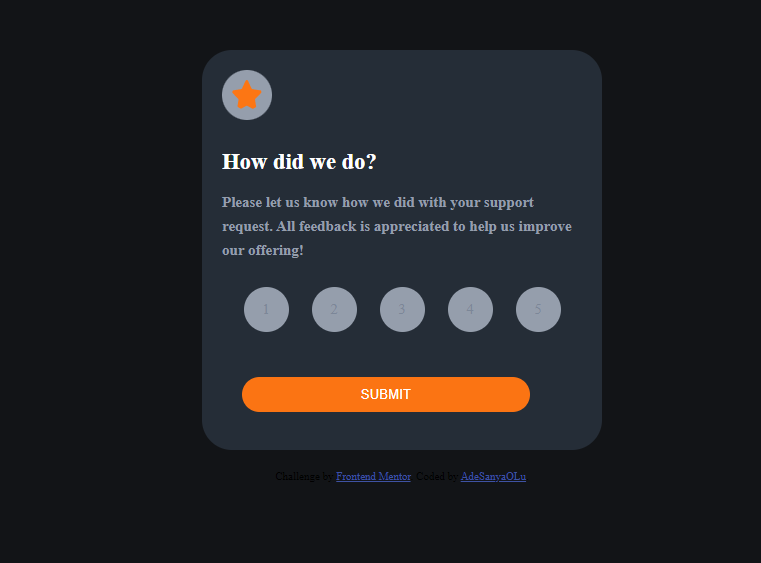 How did we do?
Please let us know how we did with your support
request. All feedback is appreciated to help us improve
our offering!
1 2 3 4 5
SUBMIT
Challenge by Frontend Mentor. Coded by AdeSanyaOLu